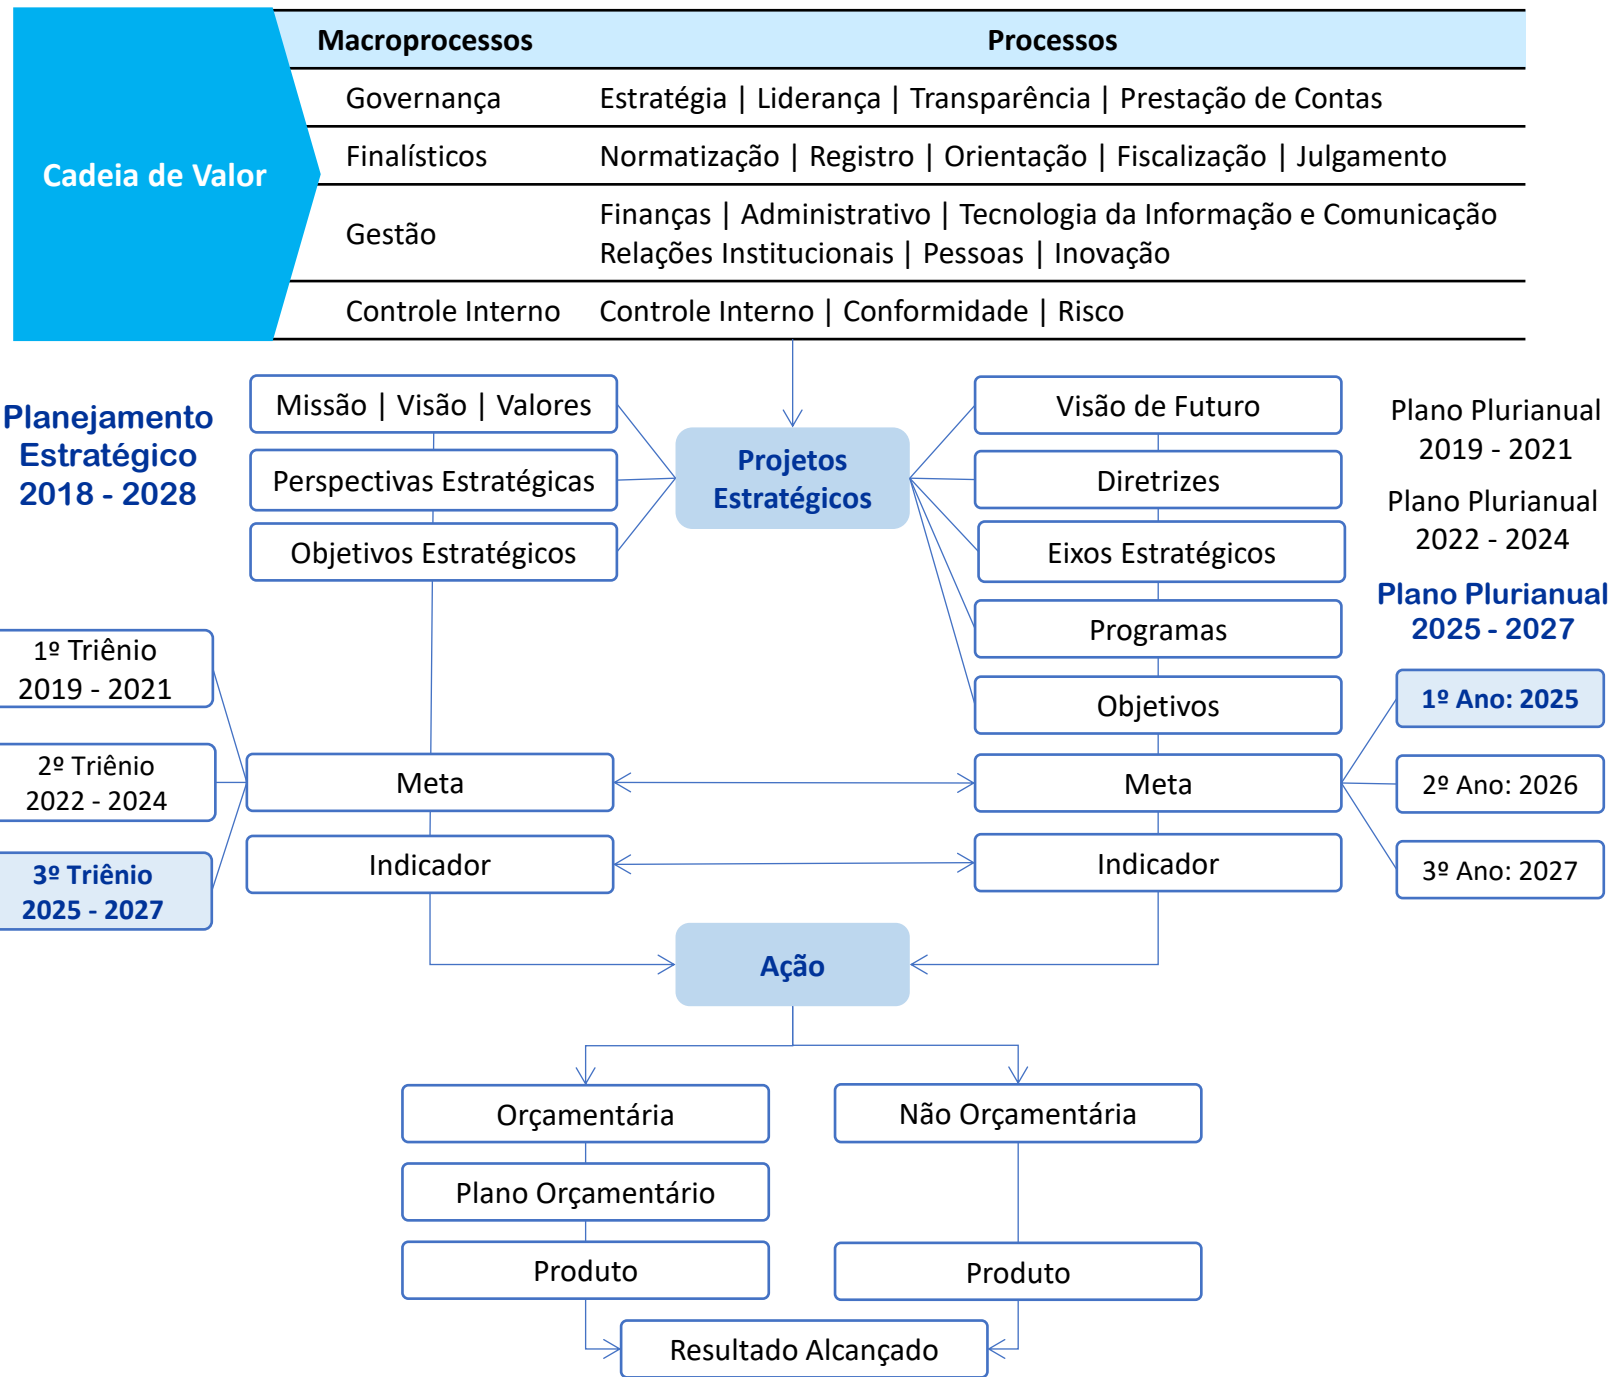 Cadeia de Valor
Macroprocessos Processos
Governança Estratégia | Liderança | Transparência | Prestação de Contas
Finalísticos Normatização | Registro | Orientação | Fiscalização | Julgamento
Gestão Finanças | Administrativo | Tecnologia da Informação e Comunicação
Relações Institucionais | Pessoas | Inovação
Controle Interno Controle Interno | Conformidade | Risco
Planejamento
Estratégico
2018 - 2028
Missão | Visão | Valores
Perspectivas Estratégicas
Objetivos Estratégicos
Projetos
Estratégicos
Visão de Futuro
Diretrizes
Eixos Estratégicos
Programas
Objetivos
Plano Plurianual
2019 - 2021
Plano Plurianual
2022 - 2024
Plano Plurianual
2025 - 2027
1º Triênio
2019 - 2021
2º Triênio
2022 - 2024
3º Triênio
2025 - 2027
Meta
Indicador
Meta
Indicador
1º Ano: 2025
2º Ano: 2026
3º Ano: 2027
Ação
Orçamentária
Plano Orçamentário
Produto
Não Orçamentária
Produto
Resultado Alcançado